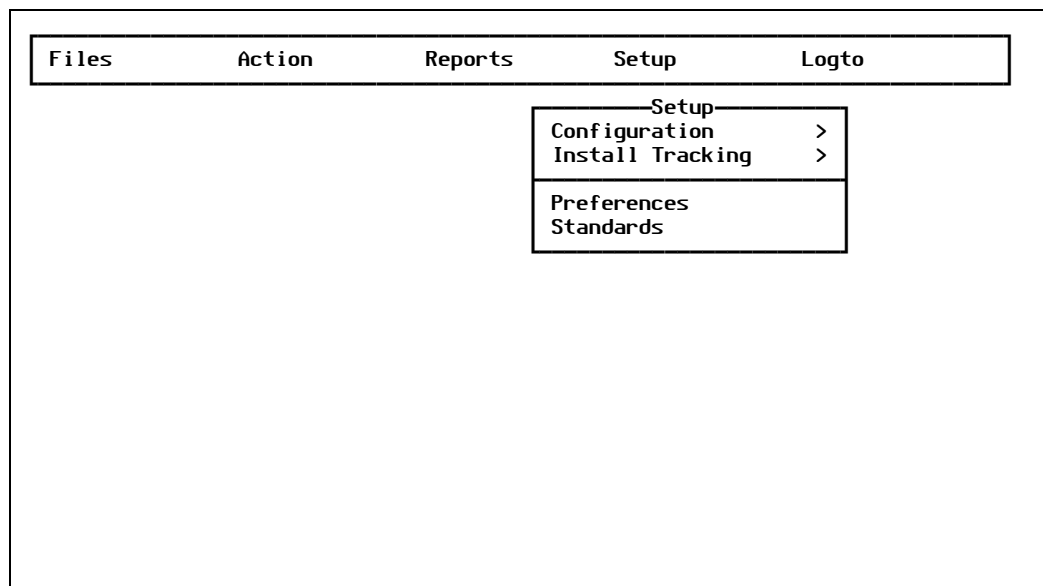 Files Action Reports Setup Logto
Setup
Configuration >
Install Tracking >
Preferences
Standards